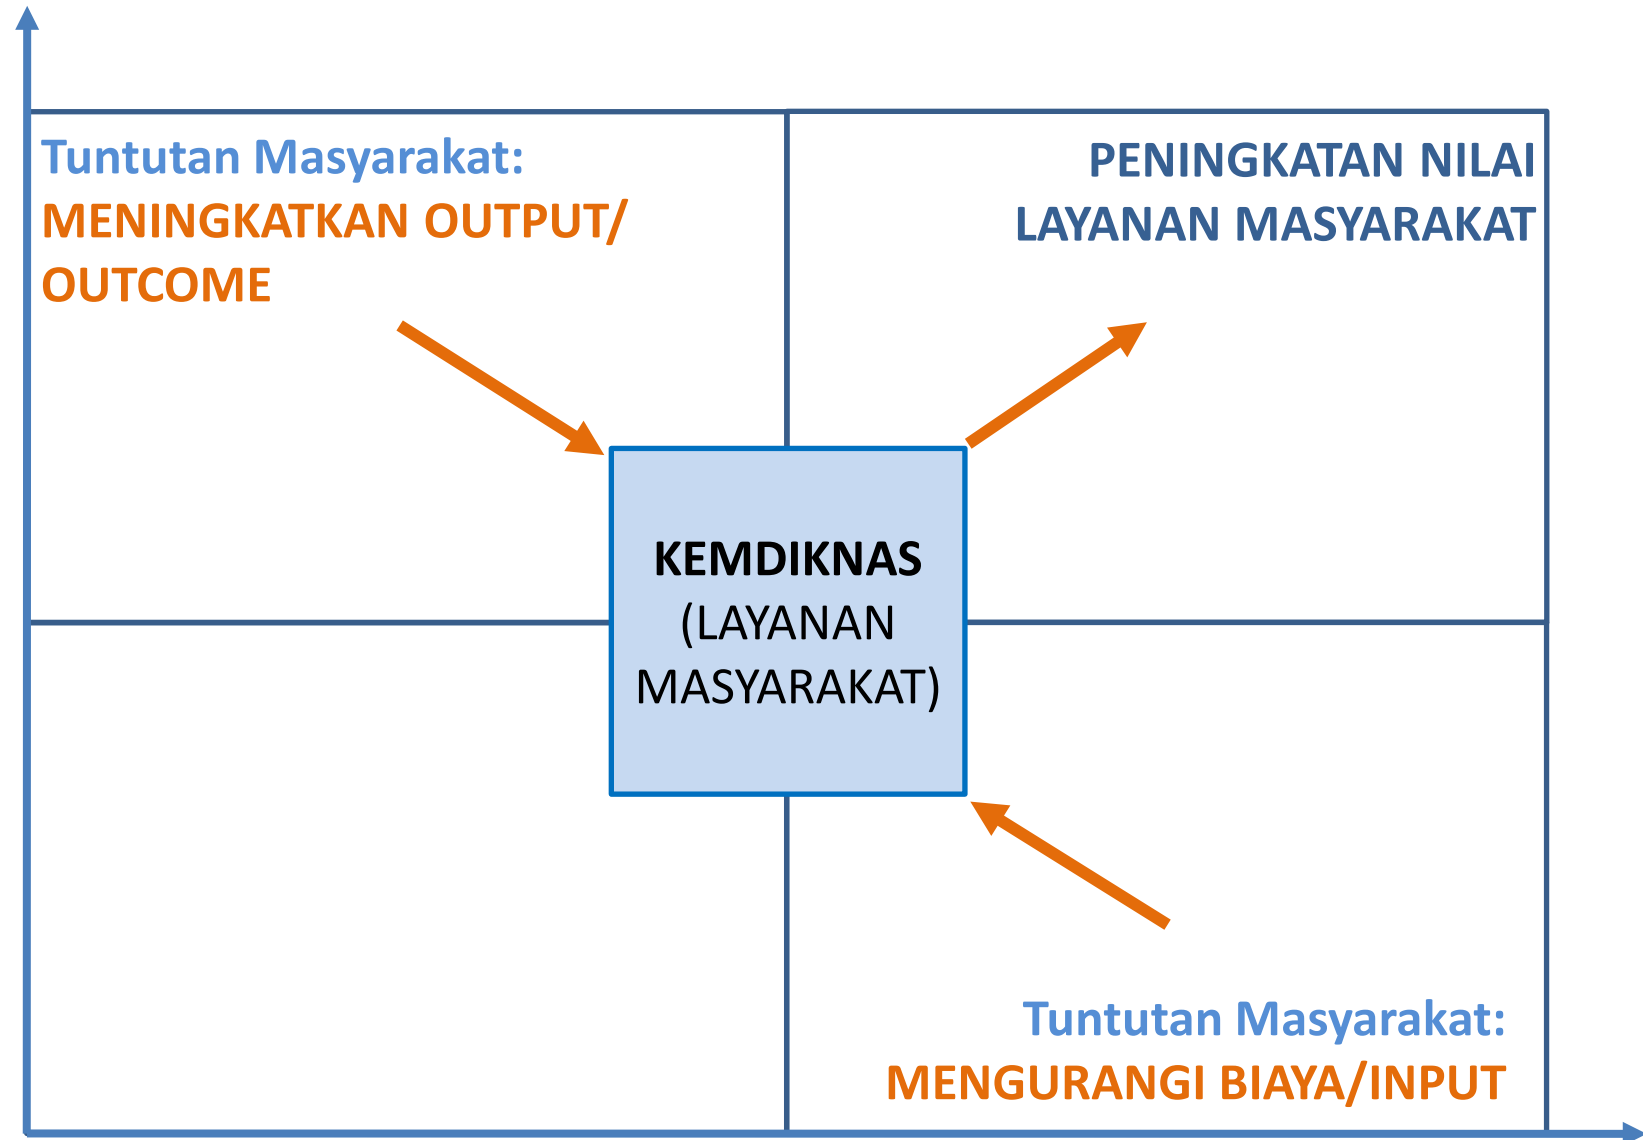 Tuntutan Masyarakat:
MENINGKATKAN OUTPUT/
OUTCOME
PENINGKATAN NILAI
LAYANAN MASYARAKAT
KEMDIKNAS
(LAYANAN
MASYARAKAT)
Tuntutan Masyarakat:
MENGURANGI BIAYA/INPUT